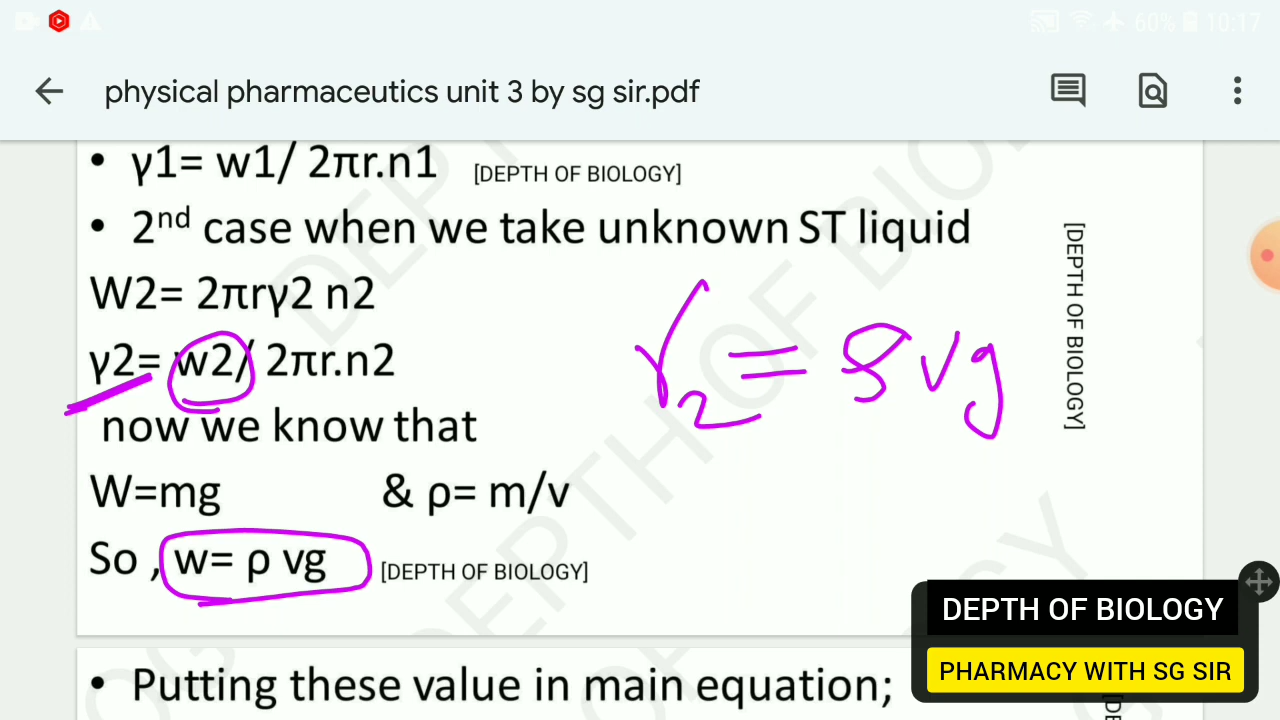 60% 10:17
physical pharmaceutics unit 3 by sg sir.pdf
• γ1= w1/ 2πr.n1 [DEPTH OF BIOLOGY]
• 2nd case when we take unknown ST liquid
W2= 2πrγ2 n2
γ2= w2/ 2πr.n2
γ2 = ρvg
now we know that
W=mg & ρ= m/v
So , w= ρ vg [DEPTH OF BIOLOGY]
[DEPTH OF BIOLOGY]
DEPTH OF BIOLOGY
PHARMACY WITH SG SIR
• Putting these value in main equation;